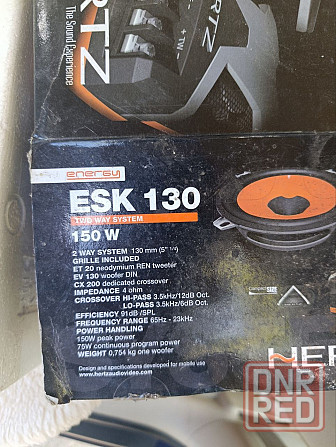 RTZ
The Sound Experience
+ TW
energy
ESK 130
TWO WAY SYSTEM
150 W
2 WAY SYSTEM 130 mm (5" 1/4)
GRILLE INCLUDED
ET 20 neodymium REN tweeter
EV 130 woofer DIN
CX 200 dedicated crossover
IMPEDANCE 4 ohm
CROSSOVER HI-PASS 3.5kHz/12dB Oct.
LO-PASS 3.5kHz/6dB Oct.
EFFICIENCY 91dB /SPL
FREQUENCY RANGE 65Hz - 23kHz
POWER HANDLING
150W peak power
75W continuous program power
WEIGHT 0,754 kg one woofer
Design and specifications developed for mobile use
www.hertzaudiovideo.com
compact SIZE
HER
DNR
RED